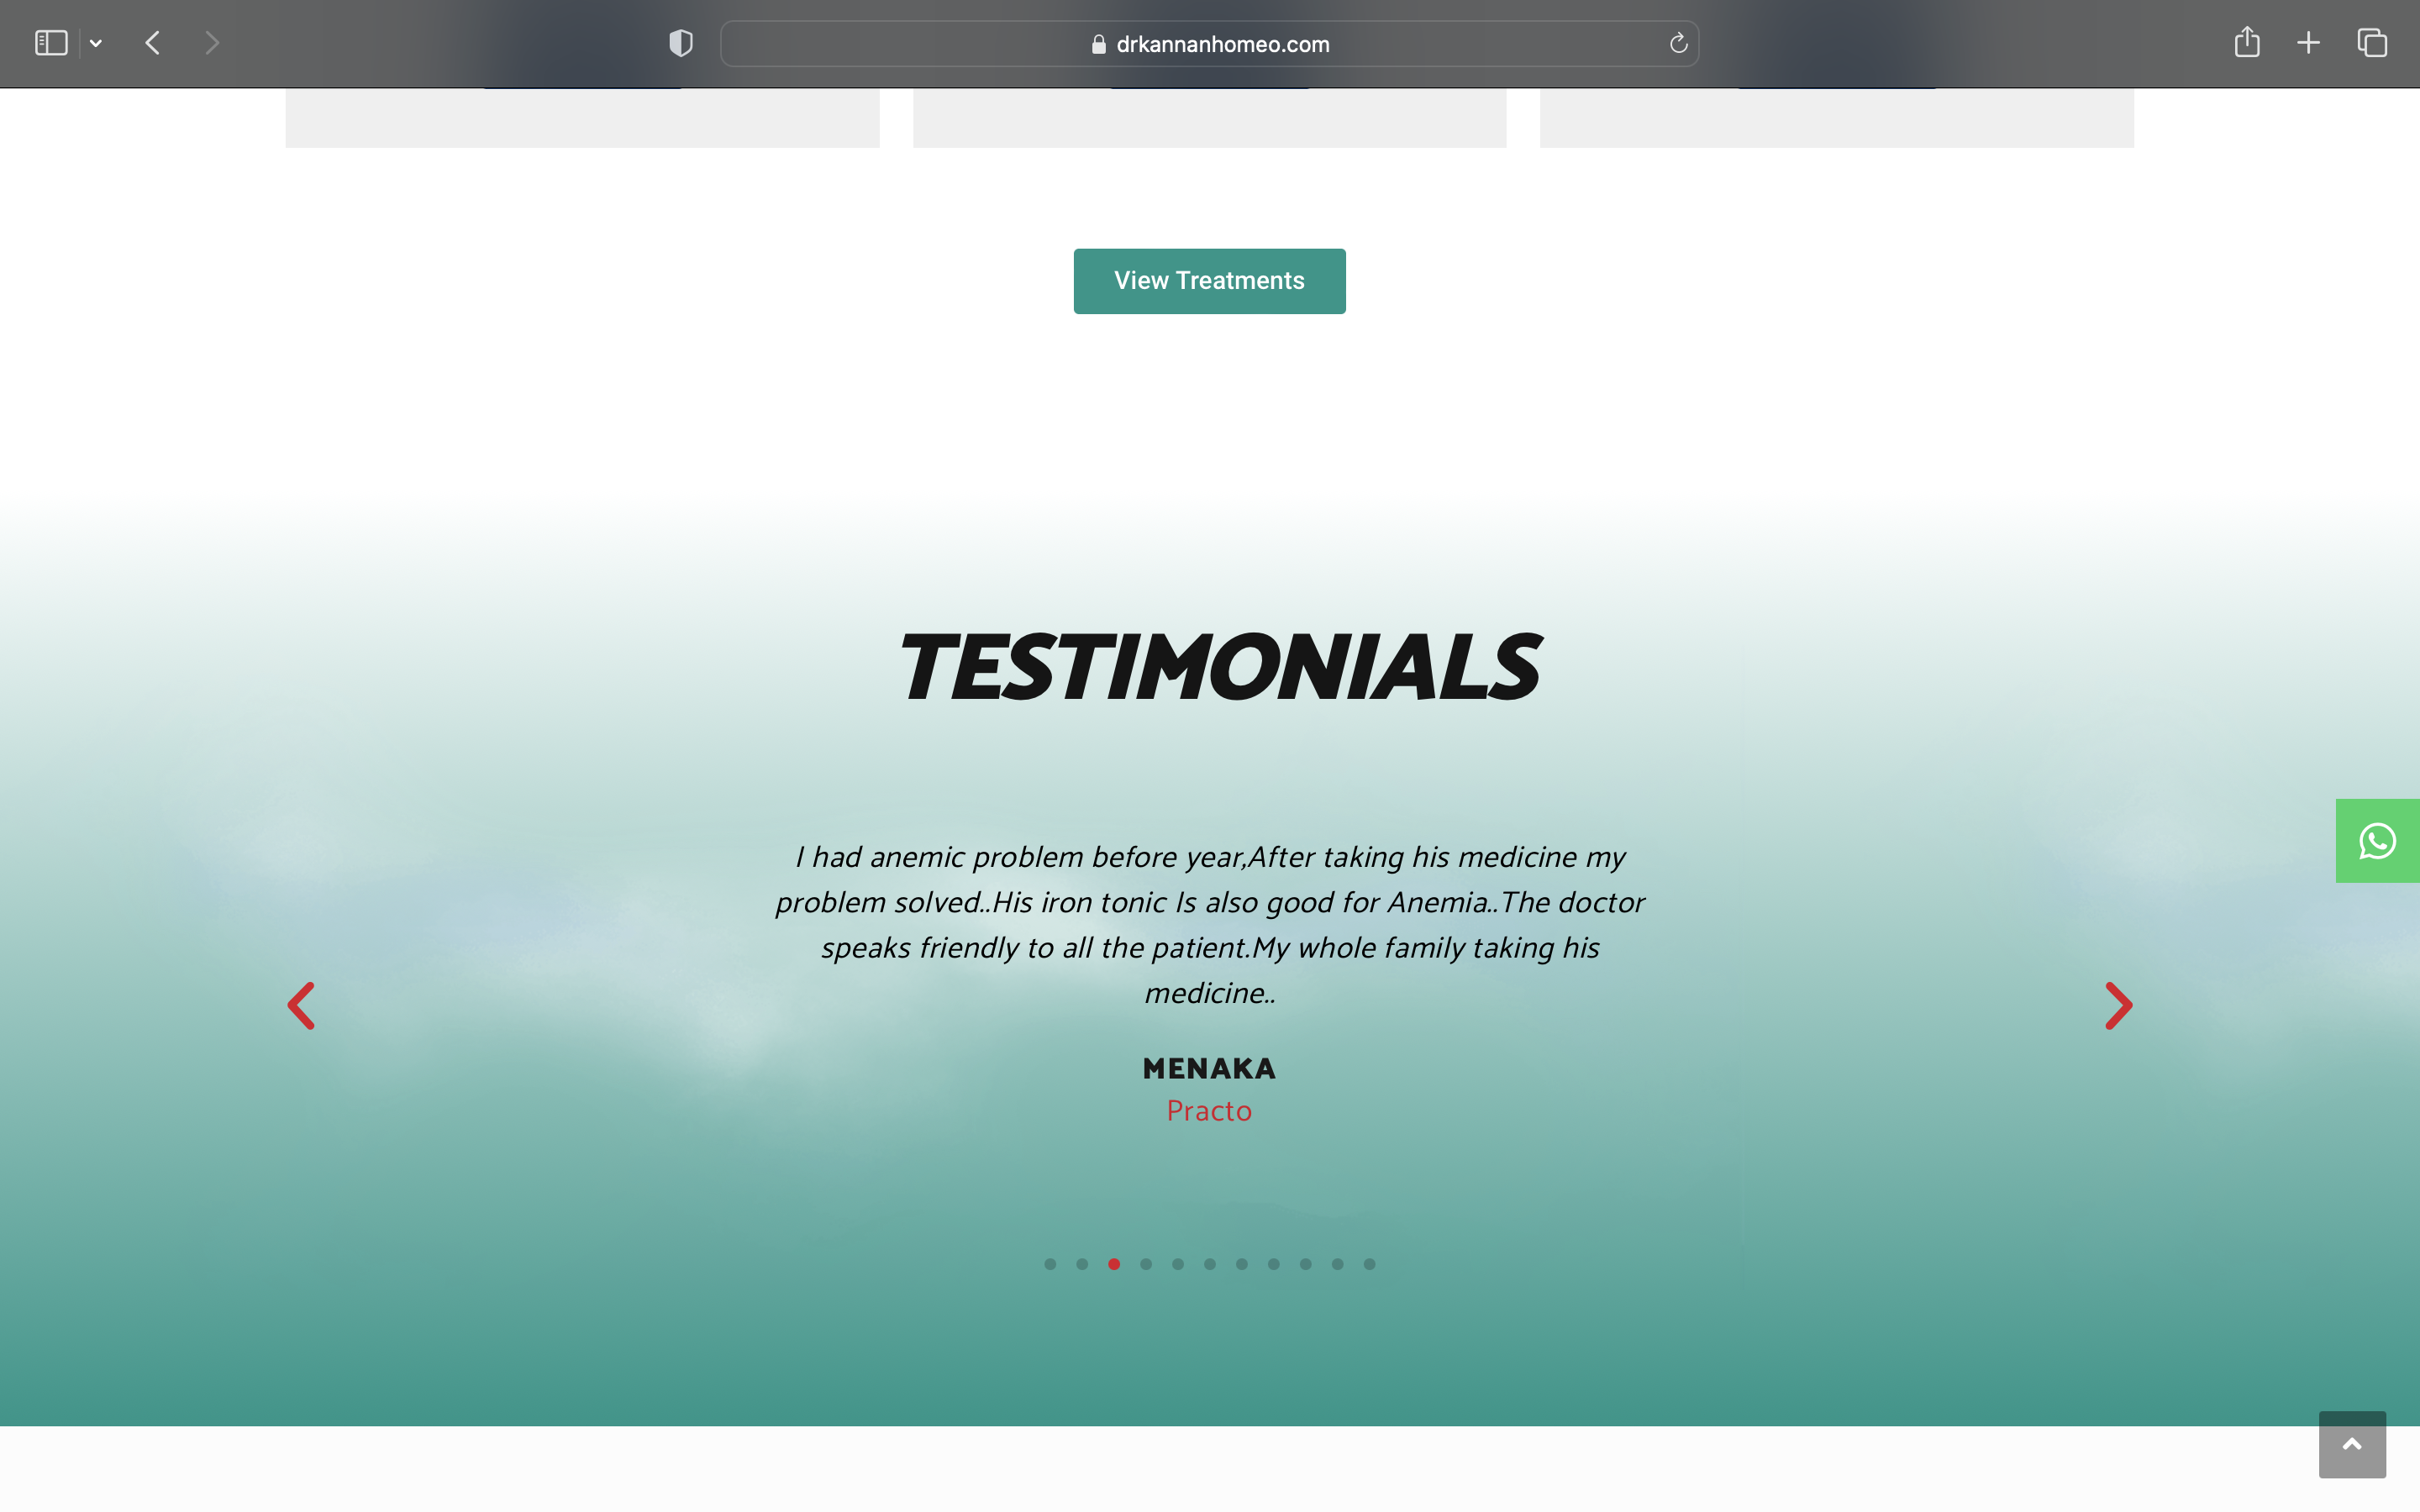 drkannanhomeo.com
View Treatments
TESTIMONIALS
I had anemic problem before year,After taking his medicine my
problem solved..His iron tonic Is also good for Anemia..The doctor
speaks friendly to all the patient.My whole family taking his
medicine..
MENAKA
Practo